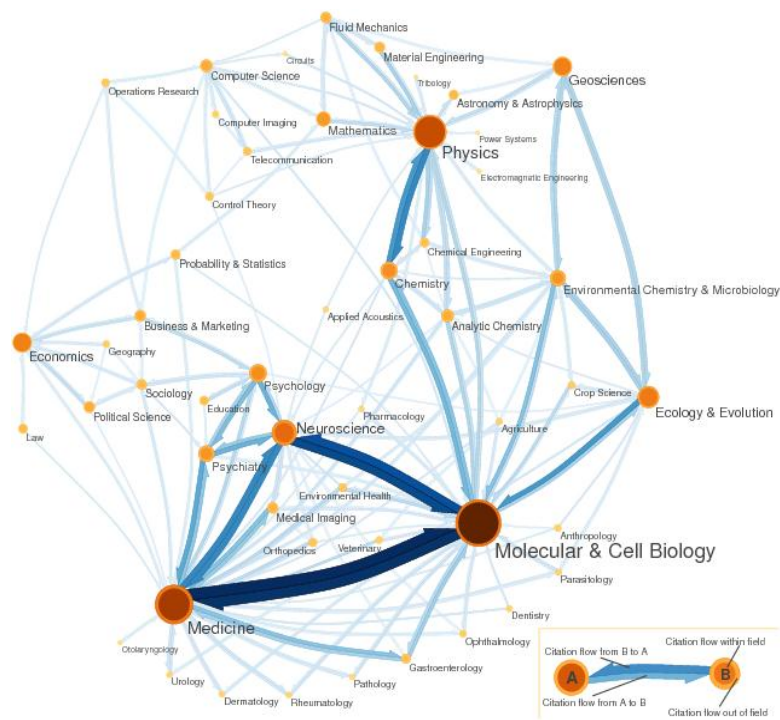 Fluid Mechanics
Material Engineering
Circuits
Computer Science
Geosciences
Tribology
Operations Research
Astronomy & Astrophysics
Computer Imaging
Mathematics
Power Systems
Physics
Telecommunication
Electromagnetic Engineering
Control Theory
Chemical Engineering
Probability & Statistics
Chemistry
Environmental Chemistry & Microbiology
Applied Acoustics
Analytic Chemistry
Business & Marketing
Economics
Geography
Psychology
Sociology
Crop Science
Education
Pharmacology
Ecology & Evolution
Political Science
Agriculture
Neuroscience
Law
Psychiatry
Environmental Health
Medical Imaging
Anthropology
Orthopedics
Veterinary
Molecular & Cell Biology
Parasitology
Dentistry
Medicine
Ophthalmology
Otolaryngology
Gastroenterology
Urology
Pathology
Dermatology
Rheumatology
Citation flow within field
Citation flow from B to A
A
B
Citation flow from A to B
Citation flow out of field